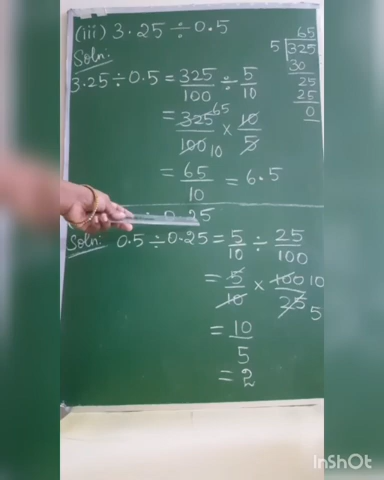 (iii) 3.25 ÷ 0.5
Soln:
3.25 ÷ 0.5 = 325/100 ÷ 5/10
= 325 65/100 10 × 10/5
= 65/10 = 6.5
65
5 325
30
25
25
0
÷ 0.25
Soln: 0.5 ÷ 0.25 = 5/10 ÷ 25/100
= 5/10 × 100 10/25 5
= 10/5
= 2
InShOt